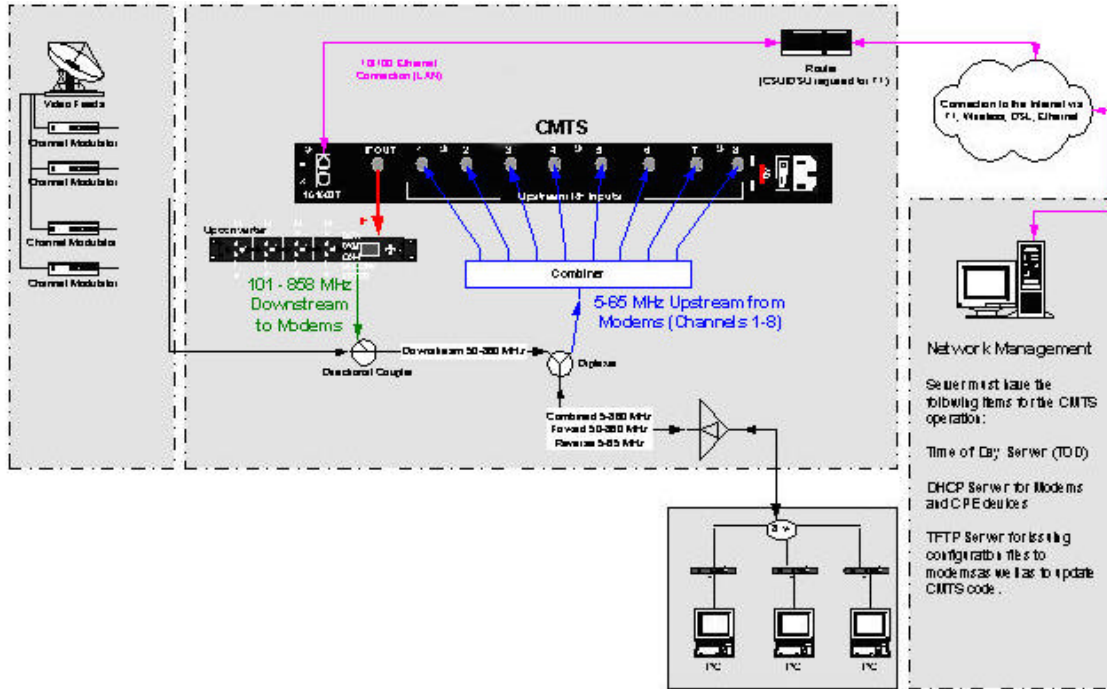 Video Feeds
Channel Modulator
Channel Modulator
Channel Modulator
Channel Modulator
10/100 Ethernet
Connection (LAN)
Router
(CSU/DSU required for T1)
Connection to the Internet via
T1, Wireless, DSL, Ethernet
CMTS
IF OUT
1
2
3
4
5
6
7
8
Upstream RF Inputs
Upconverter
IF
Combiner
101 - 858 MHz
Downstream
to Modems
5-65 MHz Upstream from
Modems (Channels 1-8)
Directional Coupler
Downstream 50-860 MHz
Diplexer
Combined 5-860 MHz
Forward 50-860 MHz
Reverse 5-65 MHz
PC
PC
PC
Network Management
Server must have the
following items for the CMTS
operation:
Time of Day Server (TOD)
DHCP Server for Modems
and CPE devices
TFTP Server for issuing
configuration files to
modems as well as to update
CMTS code.